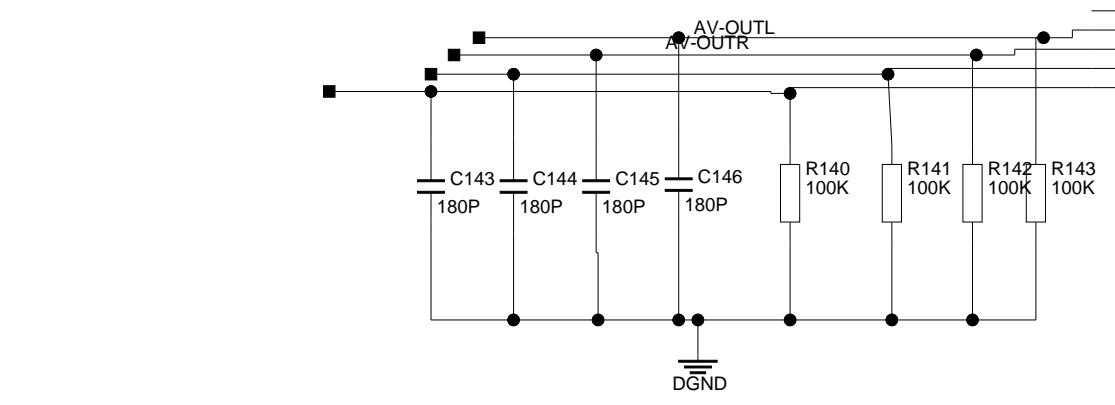 AV-OUTL
AV-OUTR
C143
180P
C144
180P
C145
180P
C146
180P
R140
100K
R141
100K
R142
100K
R143
100K
DGND